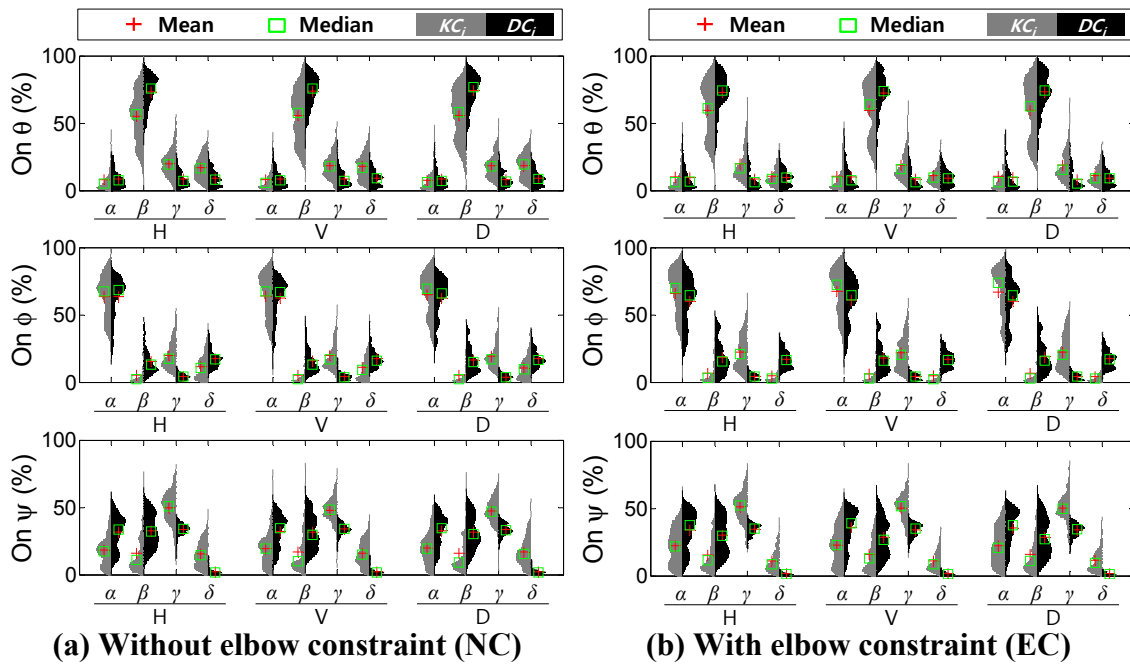 Mean Median KCj DCj
Mean Median KCj DCj
On θ (%)
100
50
0
α β γ δ α β γ δ α β γ δ
H V D
On θ (%)
100
50
0
α β γ δ α β γ δ α β γ δ
H V D
On ϕ (%)
100
50
0
α β γ δ α β γ δ α β γ δ
H V D
On ϕ (%)
100
50
0
α β γ δ α β γ δ α β γ δ
H V D
On ψ (%)
100
50
0
α β γ δ α β γ δ α β γ δ
H V D
On ψ (%)
100
50
0
α β γ δ α β γ δ α β γ δ
H V D
(a) Without elbow constraint (NC)
(b) With elbow constraint (EC)